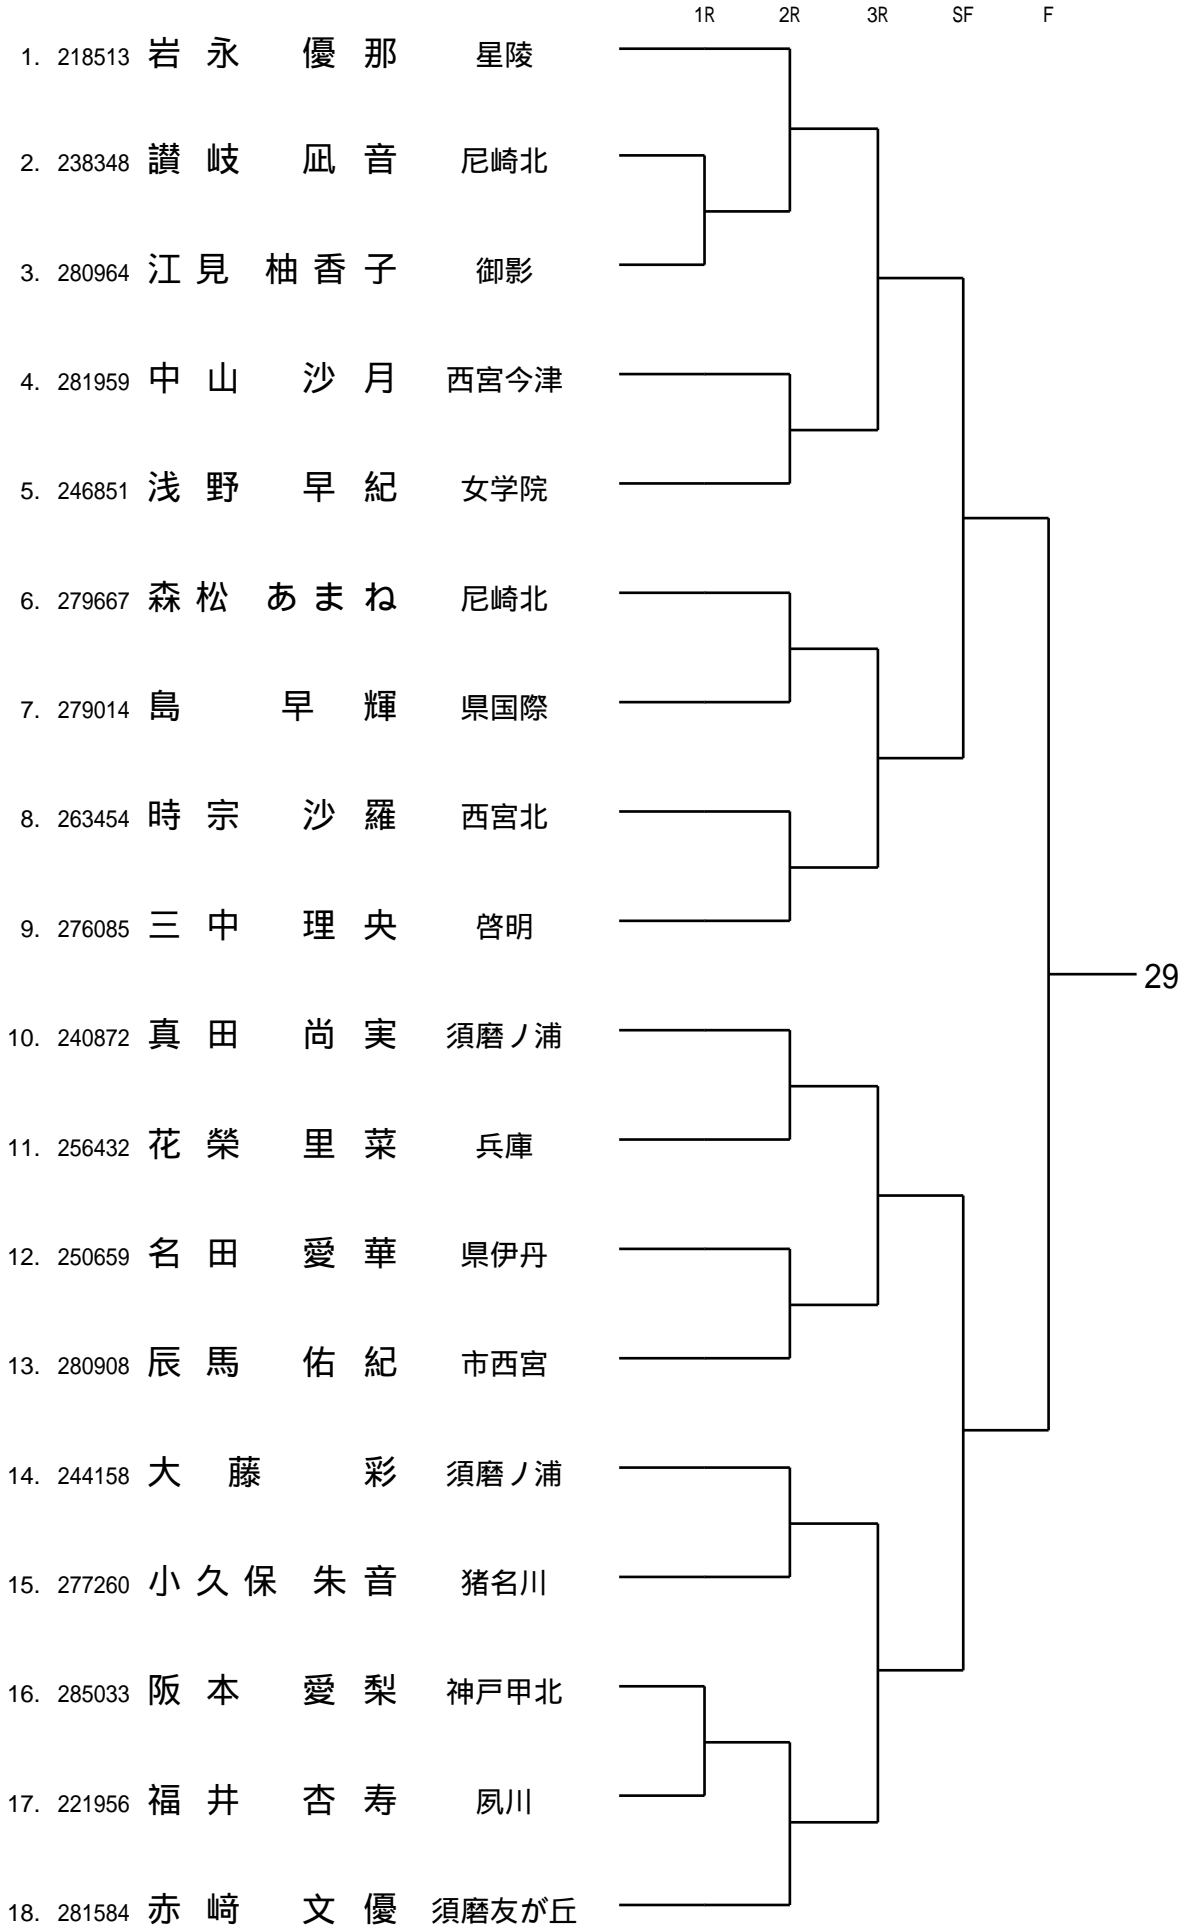 1R 2R 3R SF F
1. 218513 岩永 優那 星陵
2. 238348 讃岐 凪音 尼崎北
3. 280964 江見 柚香子 御影
4. 281959 中山 沙月 西宮今津
5. 246851 浅野 早紀 女学院
6. 279667 森松 あまね 尼崎北
7. 279014 島 早輝 県国際
8. 263454 時宗 沙羅 西宮北
9. 276085 三中 理央 啓明
29
10. 240872 真田 尚実 須磨ノ浦
11. 256432 花榮 里菜 兵庫
12. 250659 名田 愛華 県伊丹
13. 280908 辰馬 佑紀 市西宮
14. 244158 大藤 彩 須磨ノ浦
15. 277260 小久保 朱音 猪名川
16. 285033 阪本 愛梨 神戸甲北
17. 221956 福井 杏寿 夙川
18. 281584 赤﨑 文優 須磨友が丘